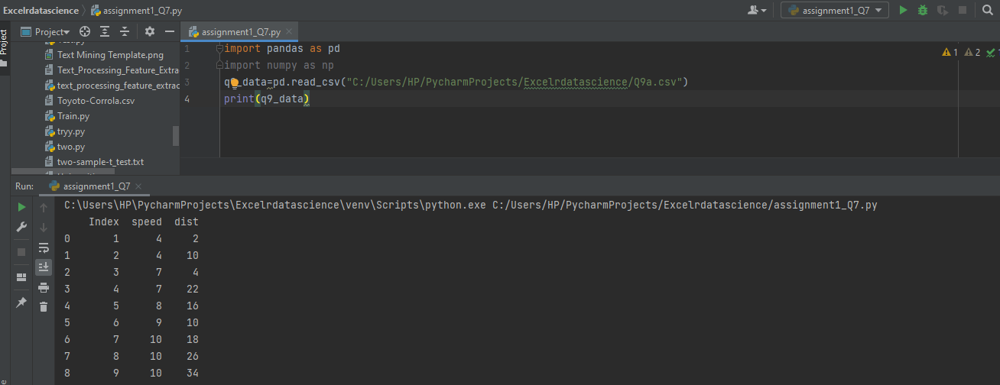 Excelrdatascience > assignment1_Q7.py
assignment1_Q7
Project
Project
Text Mining Template.png
Text_Processing_Feature_Extra
text_processing_feature_extrac
Toyoto-Corrola.csv
Train.py
tryy.py
two.py
two-sample-t_test.txt
assignment1_Q7.py
1 import pandas as pd
2 import numpy as np
3 q9_data=pd.read_csv("C:/Users/HP/PycharmProjects/Excelrdatascience/Q9a.csv")
4 print(q9_data)
1 2 1
Run: assignment1_Q7
C:\Users\HP\PycharmProjects\Excelrdatascience\venv\Scripts\python.exe C:/Users/HP/PycharmProjects/Excelrdatascience/assignment1_Q7.py
Index speed dist
0 1 4 2
1 2 4 10
2 3 7 4
3 4 7 22
4 5 8 16
5 6 9 10
6 7 10 18
7 8 10 26
8 9 10 34